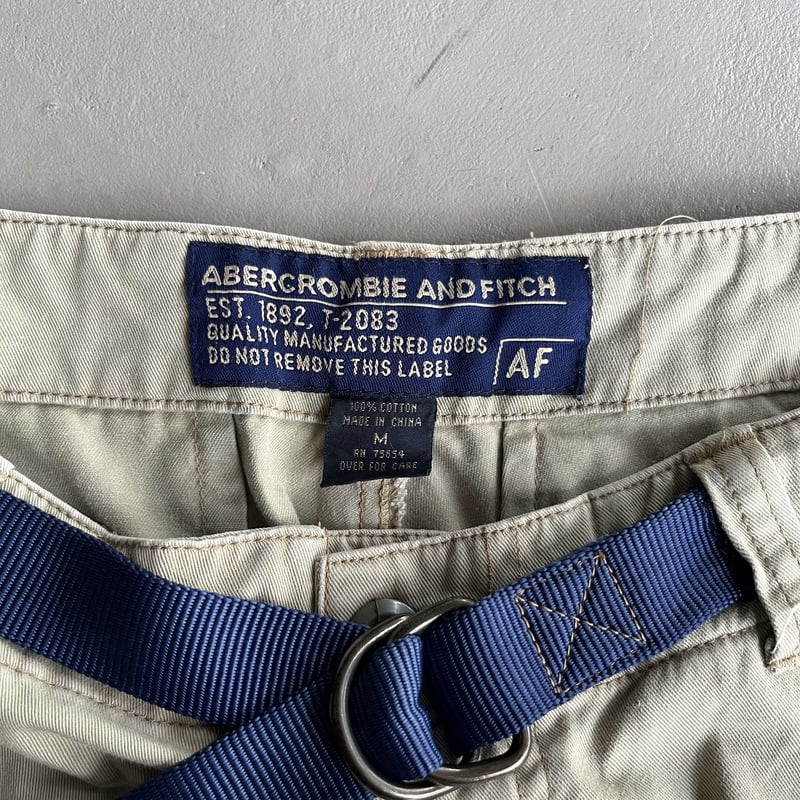 ABERCROMBIE AND FITCH
EST. 1892, T-2083
QUALITY MANUFACTURED GOODS
DO NOT REMOVE THIS LABEL
AF
100% COTTON
MADE IN CHINA
M
RN 75654
OVER FOR CARE